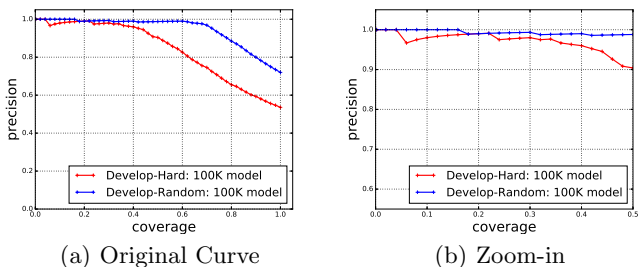 1.0
0.8
0.6
0.4
0.2
0.0
precision
0.0 0.2 0.4 0.6 0.8 1.0
coverage
Develop-Hard: 100K model
Develop-Random: 100K model
(a) Original Curve
1.0
0.9
0.8
0.7
0.6
precision
0.0 0.1 0.2 0.3 0.4 0.5
coverage
Develop-Hard: 100K model
Develop-Random: 100K model
(b) Zoom-in